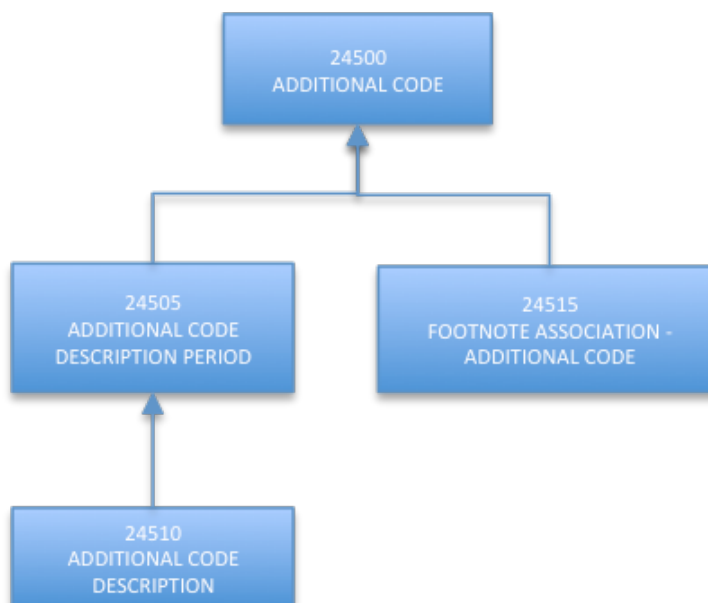 24500
ADDITIONAL CODE
24505
ADDITIONAL CODE
DESCRIPTION PERIOD
24515
FOOTNOTE ASSOCIATION -
ADDITIONAL CODE
24510
ADDITIONAL CODE
DESCRIPTION